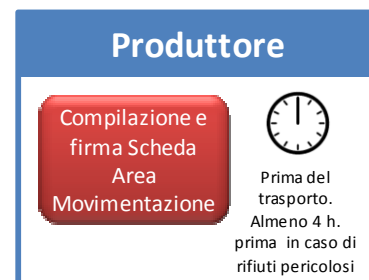 Produttore
Compilazione e
firma Scheda
Area
Movimentazione
Prima del
trasporto.
Almeno 4 h.
prima in caso di
rifiuti pericolosi